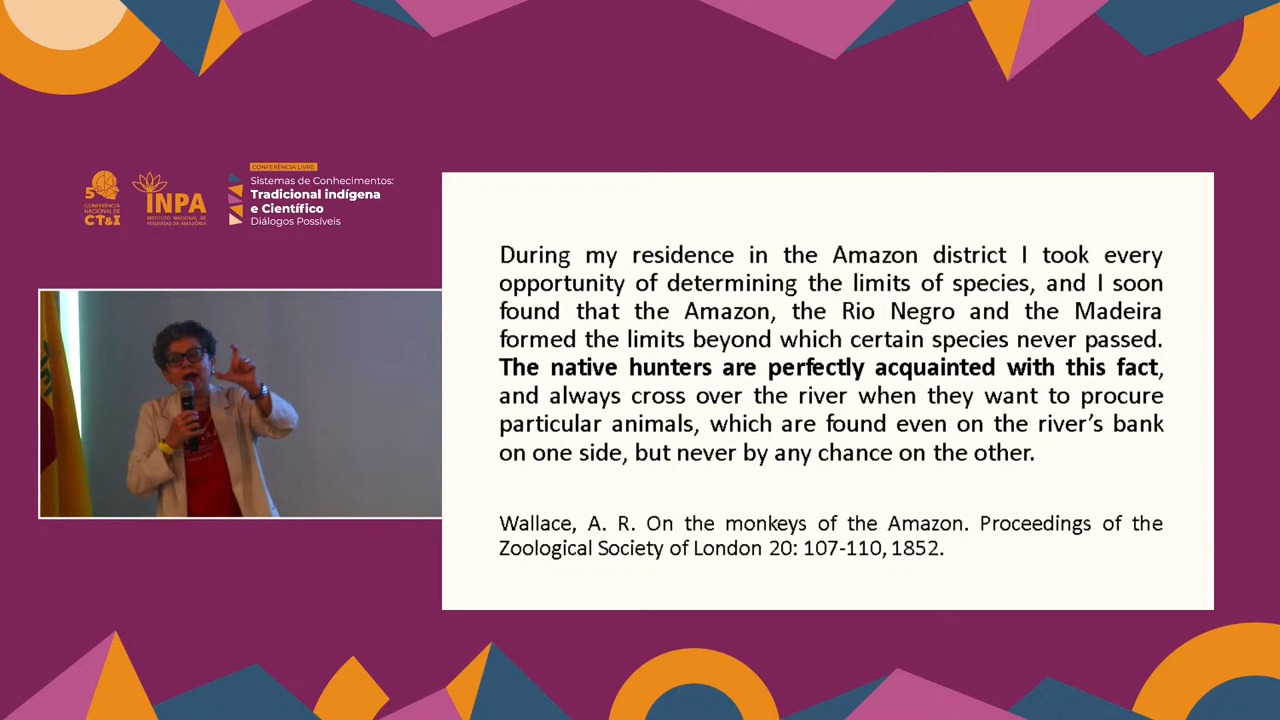 5ª
CONFERÊNCIA
NACIONAL DE
CT&I
INPA
INSTITUTO NACIONAL DE
PESQUISAS DA AMAZÔNIA
CONFERÊNCIA LIVRE
Sistemas de Conhecimentos:
Tradicional indígena
e Científico
Diálogos Possíveis
During my residence in the Amazon district I took every
opportunity of determining the limits of species, and I soon
found that the Amazon, the Rio Negro and the Madeira
formed the limits beyond which certain species never passed.
The native hunters are perfectly acquainted with this fact,
and always cross over the river when they want to procure
particular animals, which are found even on the river’s bank
on one side, but never by any chance on the other.
Wallace, A. R. On the monkeys of the Amazon. Proceedings of the
Zoological Society of London 20: 107-110, 1852.